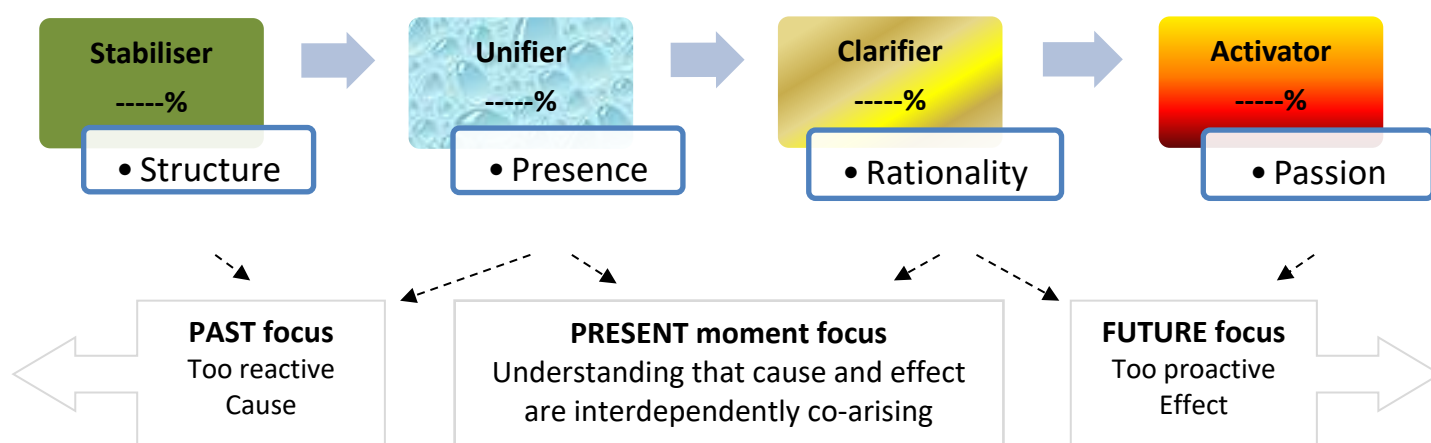 Stabiliser
-----%
• Structure
Unifier
-----%
• Presence
Clarifier
-----%
• Rationality
Activator
-----%
• Passion
PAST focus
Too reactive
Cause
PRESENT moment focus
Understanding that cause and effect
are interdependently co-arising
FUTURE focus
Too proactive
Effect